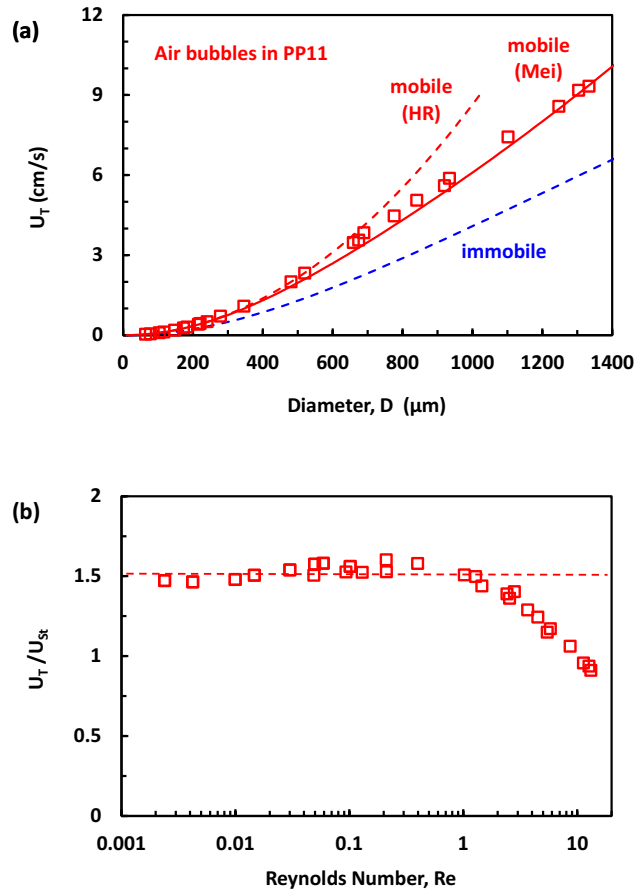 (a)
12
9
6
3
0
U_T (cm/s)
Air bubbles in PP11
mobile
(HR)
mobile
(Mei)
immobile
0 200 400 600 800 1000 1200 1400
Diameter, D (µm)
(b)
2
1.5
1
0.5
0
U_T /U_St
0.001 0.01 0.1 1 10
Reynolds Number, Re